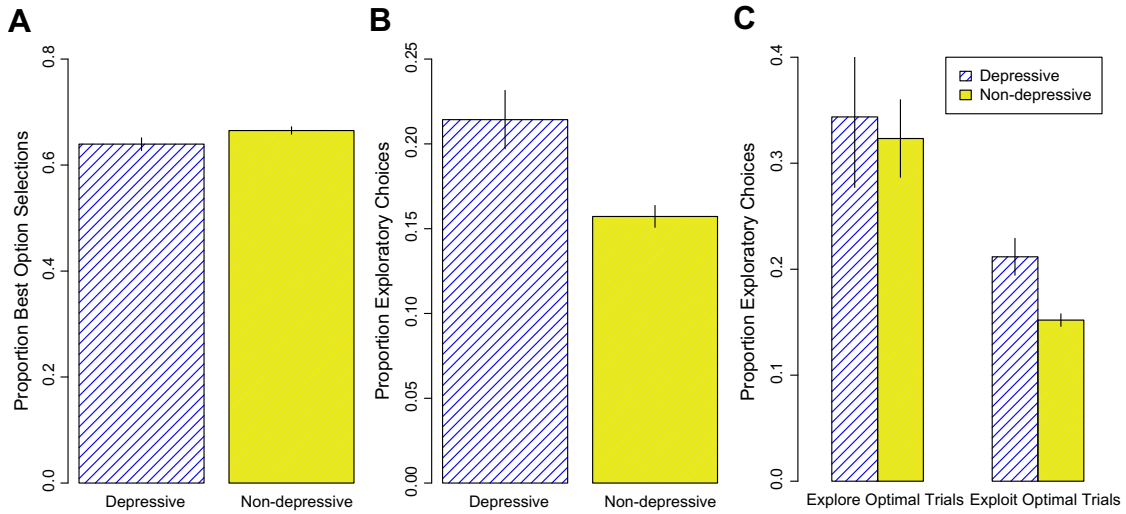 A
Proportion Best Option Selections
0.8
0.6
0.4
0.2
0.0
Depressive
Non-depressive
B
Proportion Exploratory Choices
0.25
0.20
0.15
0.10
0.05
0.00
Depressive
Non-depressive
C
Proportion Exploratory Choices
0.4
0.3
0.2
0.1
0.0
Depressive
Non-depressive
Explore Optimal Trials
Exploit Optimal Trials